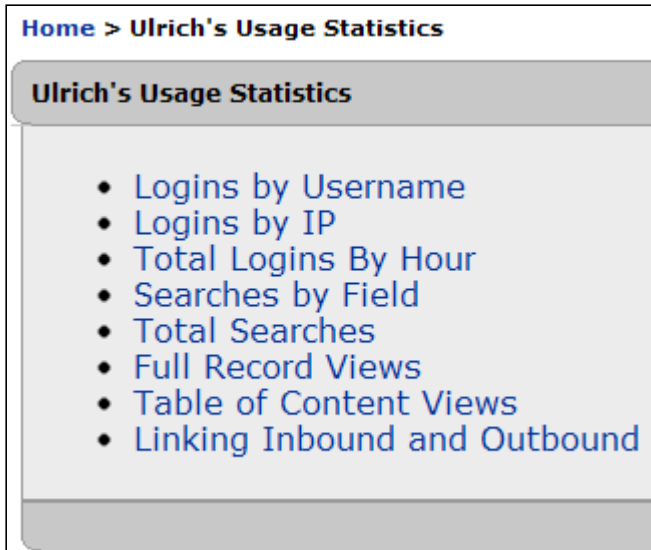 Home > Ulrich's Usage Statistics
Ulrich's Usage Statistics
Logins by Username
Logins by IP
Total Logins By Hour
Searches by Field
Total Searches
Full Record Views
Table of Content Views
Linking Inbound and Outbound